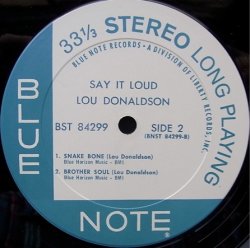 33 1/3 STEREO LONG PLAYING
BLUE NOTE RECORDS • A DIVISION OF LIBERTY RECORDS, INC.
SAY IT LOUD
LOU DONALDSON
BST 84299
SIDE 2
(BNST 84299-B)
1. SNAKE BONE (Lou Donaldson)
Blue Horizon Music - BMI
2. BROTHER SOUL (Lou Donaldson)
Blue Horizon Music - BMI
BLUE
NOTE